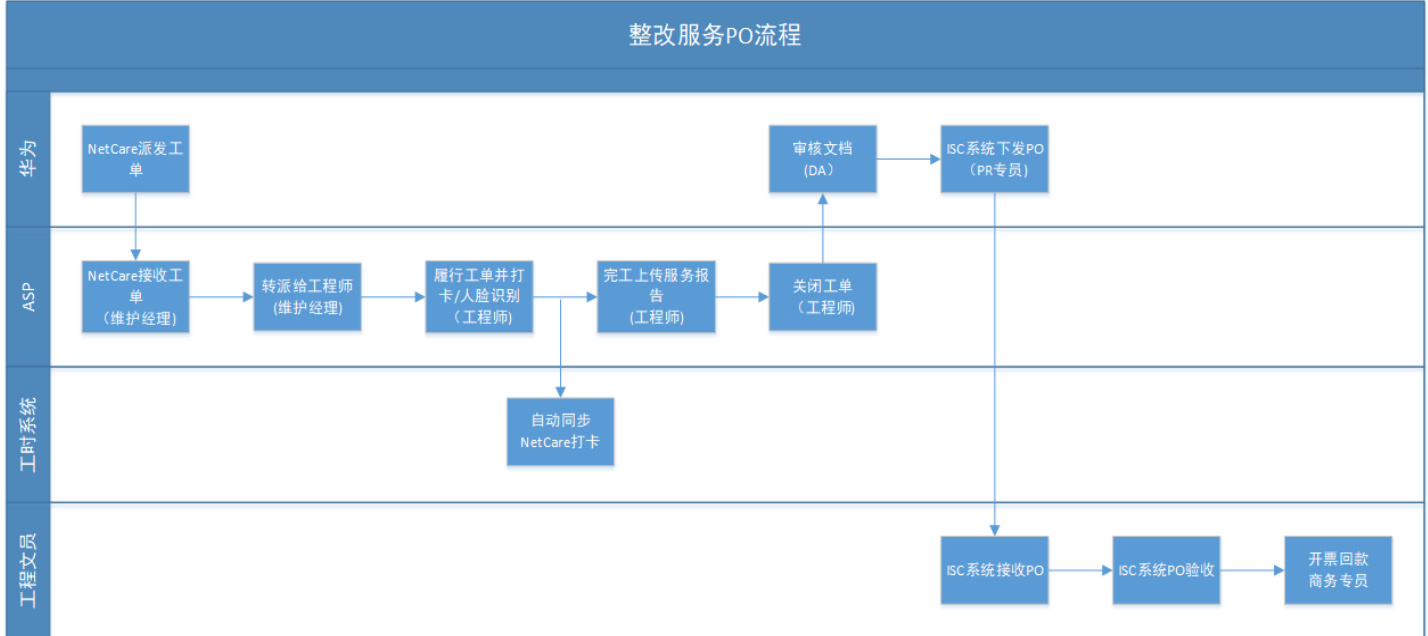 整改服务PO流程
华为
NetCare派发工
单
审核文档
(DA）
ISC系统下发PO
（PR专员)
ASP
NetCare接收工
单
（维护经理)
转派给工程师
(维护经理)
履行工单并打
卡/人脸识别
（工程师)
完工上传服务报
告
(工程师)
关闭工单
（工程师)
工时系统
自动同步
NetCare打卡
工程文员
ISC系统接收PO
ISC系统PO验收
开票回款
商务专员